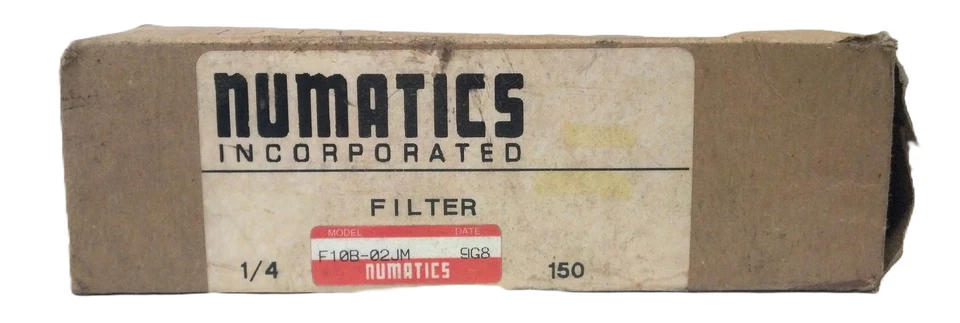 NUMATICS
INCORPORATED
FILTER
MODEL DATE
F10B-02JM 9G8
NUMATICS
1/4 150